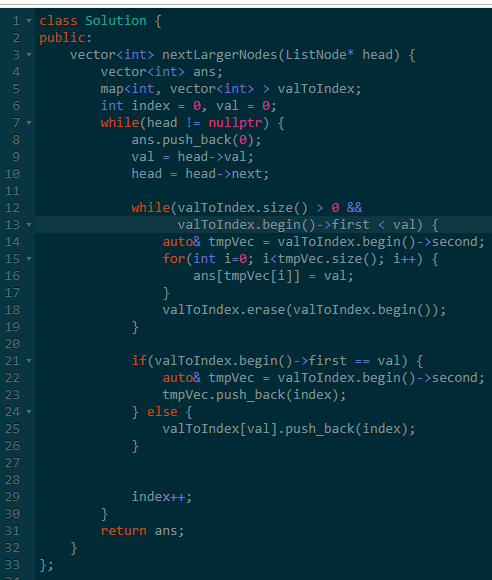 1 class Solution {
2 public:
3     vector<int> nextLargerNodes(ListNode* head) {
4         vector<int> ans;
5         map<int, vector<int> > valToIndex;
6         int index = 0, val = 0;
7         while(head != nullptr) {
8             ans.push_back(0);
9             val = head->val;
10             head = head->next;
11
12             while(valToIndex.size() > 0 &&
13                   valToIndex.begin()->first < val) {
14                 auto& tmpVec = valToIndex.begin()->second;
15                 for(int i=0; i<tmpVec.size(); i++) {
16                     ans[tmpVec[i]] = val;
17                 }
18                 valToIndex.erase(valToIndex.begin());
19             }
20
21             if(valToIndex.begin()->first == val) {
22                 auto& tmpVec = valToIndex.begin()->second;
23                 tmpVec.push_back(index);
24             } else {
25                 valToIndex[val].push_back(index);
26             }
27
28
29             index++;
30         }
31         return ans;
32     }
33 };